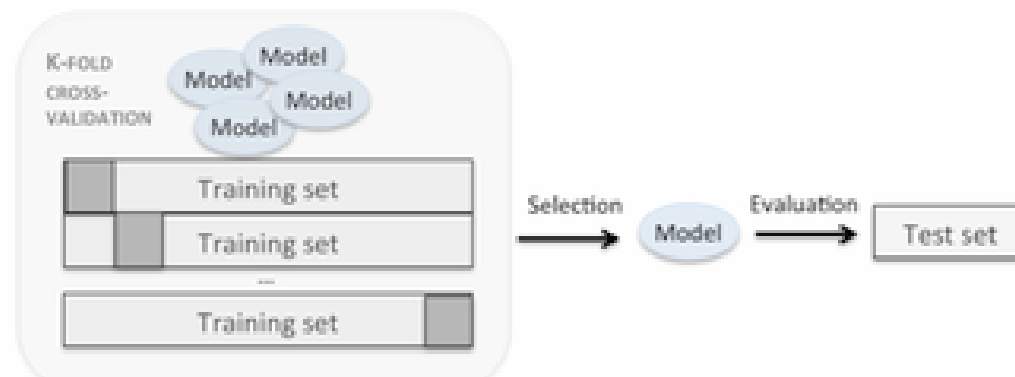 K-FOLD
CROSS-
VALIDATION
Model
Model
Model
Model
Training set
Training set
...
Training set
Selection
Model
Evaluation
Test set